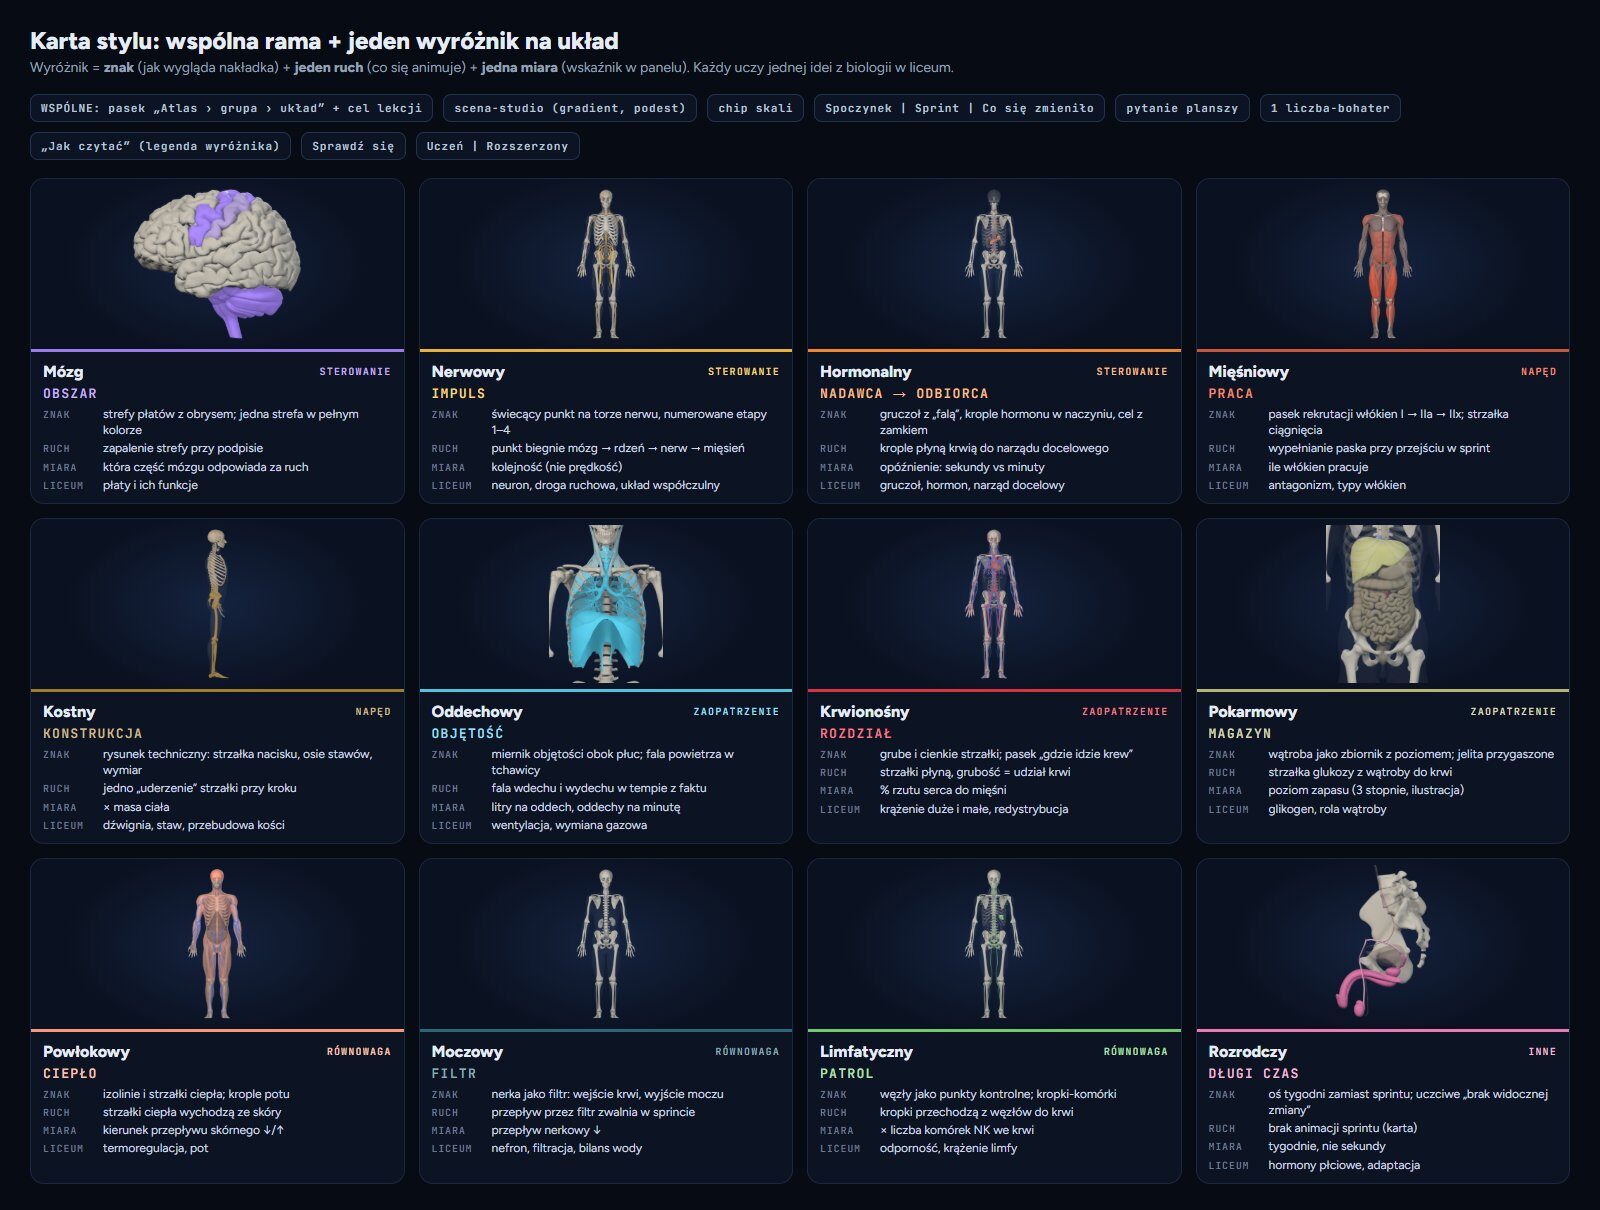 Karta stylu: wspólna rama + jeden wyróżnik na układ
Wyróżnik = znak (jak wygląda nakładka) + jeden ruch (co się animuje) + jedna miara (wskaźnik w panelu). Każdy uczy jednej idei z biologii w liceum.
WSPÓLNE: pasek „Atlas › grupa › układ” + cel lekcji
scena-studio (gradient, podest)
chip skali
Spoczynek | Sprint | Co się zmieniło
pytanie planszy
1 liczba-bohater
„Jak czytać” (legenda wyróżnika)
Sprawdź się
Uczeń | Rozszerzony
Mózg STEROWANIE
OBSZAR
ZNAK strefy płatów z obrysem; jedna strefa w pełnym
kolorze
RUCH zapalenie strefy przy podpisie
MIARA która część mózgu odpowiada za ruch
LICEUM płaty i ich funkcje
Nerwowy STEROWANIE
IMPULS
ZNAK świecący punkt na torze nerwu, numerowane etapy
1–4
RUCH punkt biegnie mózg → rdzeń → nerw → mięsień
MIARA kolejność (nie prędkość)
LICEUM neuron, droga ruchowa, układ współczulny
Hormonalny STEROWANIE
NADAWCA → ODBIORCA
ZNAK gruczoł z „falą”, krople hormonu w naczyniu, cel z
zamkiem
RUCH krople płyną krwią do narządu docelowego
MIARA opóźnienie: sekundy vs minuty
LICEUM gruczoł, hormon, narząd docelowy
Mięśniowy NAPĘD
PRACA
ZNAK pasek rekrutacji włókien I → IIa → IIx; strzałka
ciągnięcia
RUCH wypełnianie paska przy przejściu w sprint
MIARA ile włókien pracuje
LICEUM antagonizm, typy włókien
Kostny NAPĘD
KONSTRUKCJA
ZNAK rysunek techniczny: strzałka nacisku, osie stawów,
wymiar
RUCH jedno „uderzenie” strzałki przy kroku
MIARA × masa ciała
LICEUM dźwignia, staw, przebudowa kości
Oddechowy ZAOPATRZENIE
OBJĘTOŚĆ
ZNAK miernik objętości obok płuc; fala powietrza w
tchawicy
RUCH fala wdechu i wydechu w tempie z faktu
MIARA litry na oddech, oddechy na minutę
LICEUM wentylacja, wymiana gazowa
Krwionośny ZAOPATRZENIE
ROZDZIAŁ
ZNAK grube i cienkie strzałki; pasek „gdzie idzie krew”
RUCH strzałki płyną, grubość = udział krwi
MIARA % rzutu serca do mięśni
LICEUM krążenie duże i małe, redystrybucja
Pokarmowy ZAOPATRZENIE
MAGAZYN
ZNAK wątroba jako zbiornik z poziomem; jelita przygaszone
RUCH strzałka glukozy z wątroby do krwi
MIARA poziom zapasu (3 stopnie, ilustracja)
LICEUM glikogen, rola wątroby
Powłokowy RÓWNOWAGA
CIEPŁO
ZNAK izolinie i strzałki ciepła; krople potu
RUCH strzałki ciepła wychodzą ze skóry
MIARA kierunek przepływu skórnego ↓/↑
LICEUM termoregulacja, pot
Moczowy RÓWNOWAGA
FILTR
ZNAK nerka jako filtr: wejście krwi, wyjście moczu
RUCH przepływ przez filtr zwalnia w sprincie
MIARA przepływ nerkowy ↓
LICEUM nefron, filtracja, bilans wody
Limfatyczny RÓWNOWAGA
PATROL
ZNAK węzły jako punkty kontrolne; kropki-komórki
RUCH kropki przechodzą z węzłów do krwi
MIARA × liczba komórek NK we krwi
LICEUM odporność, krążenie limfy
Rozrodczy INNE
DŁUGI CZAS
ZNAK oś tygodni zamiast sprintu; uczciwe „brak widocznej
zmiany”
RUCH brak animacji sprintu (karta)
MIARA tygodnie, nie sekundy
LICEUM hormony płciowe, adaptacja